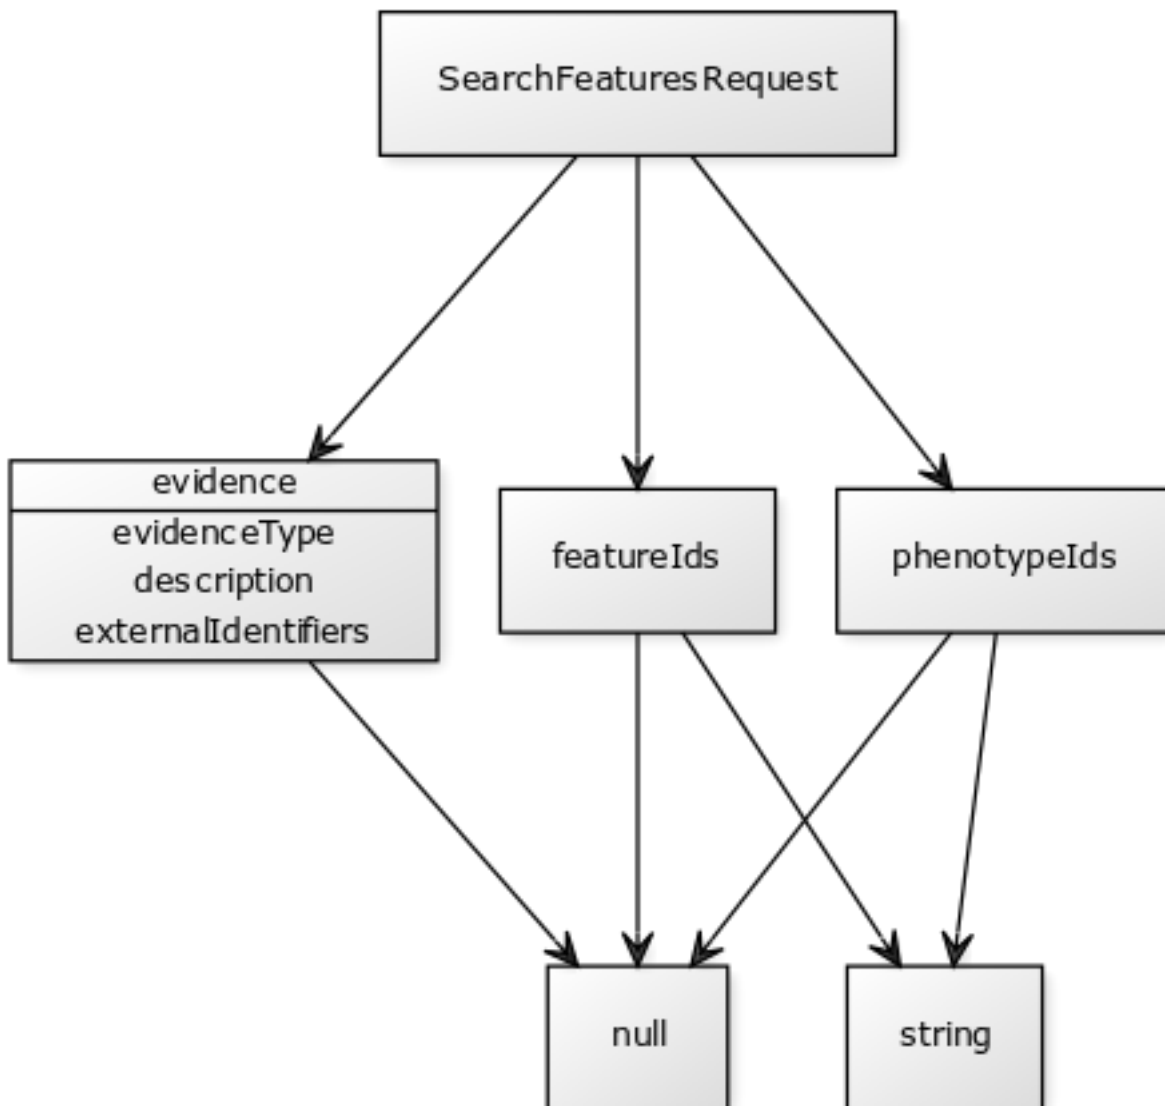 SearchFeaturesRequest
evidence
evidenceType
description
externalIdentifiers
featureIds
phenotypeIds
null
string